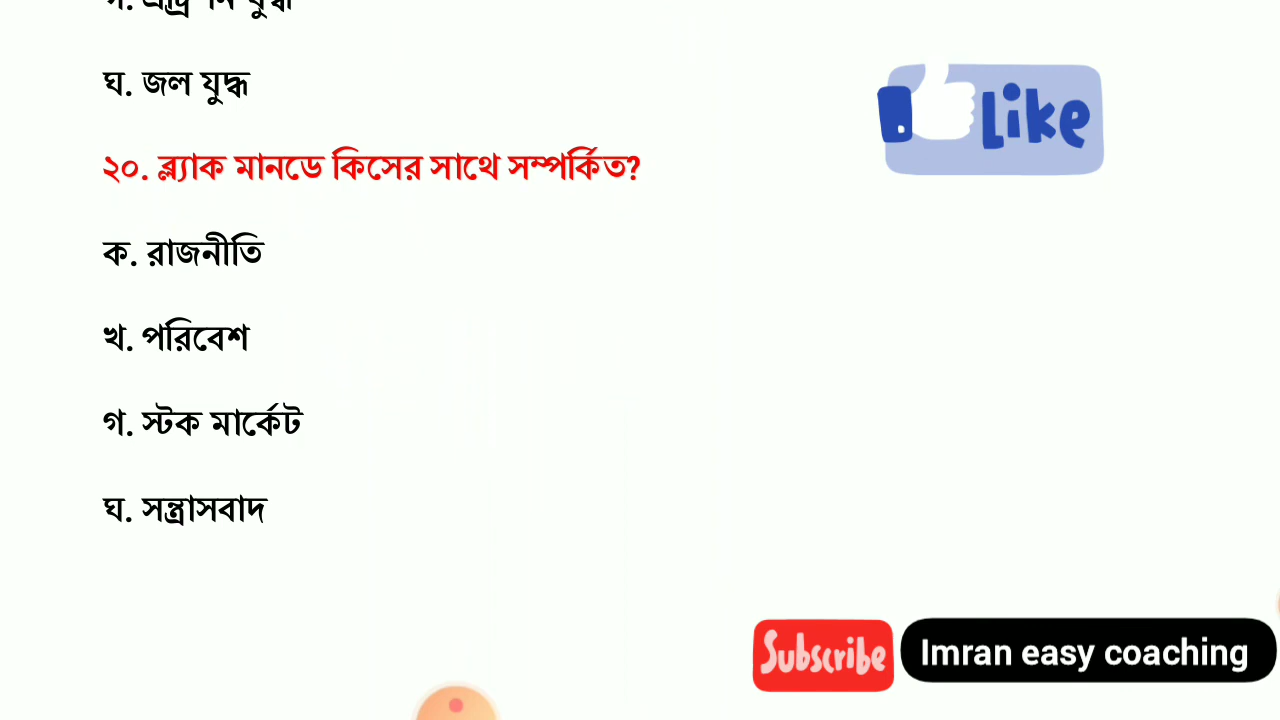 ঘ. জল যুদ্ধ
Like
২০. ব্ল্যাক মানডে কিসের সাথে সম্পর্কিত?
ক. রাজনীতি
খ. পরিবেশ
গ. স্টক মার্কেট
ঘ. সন্ত্রাসবাদ
Subscribe Imran easy coaching